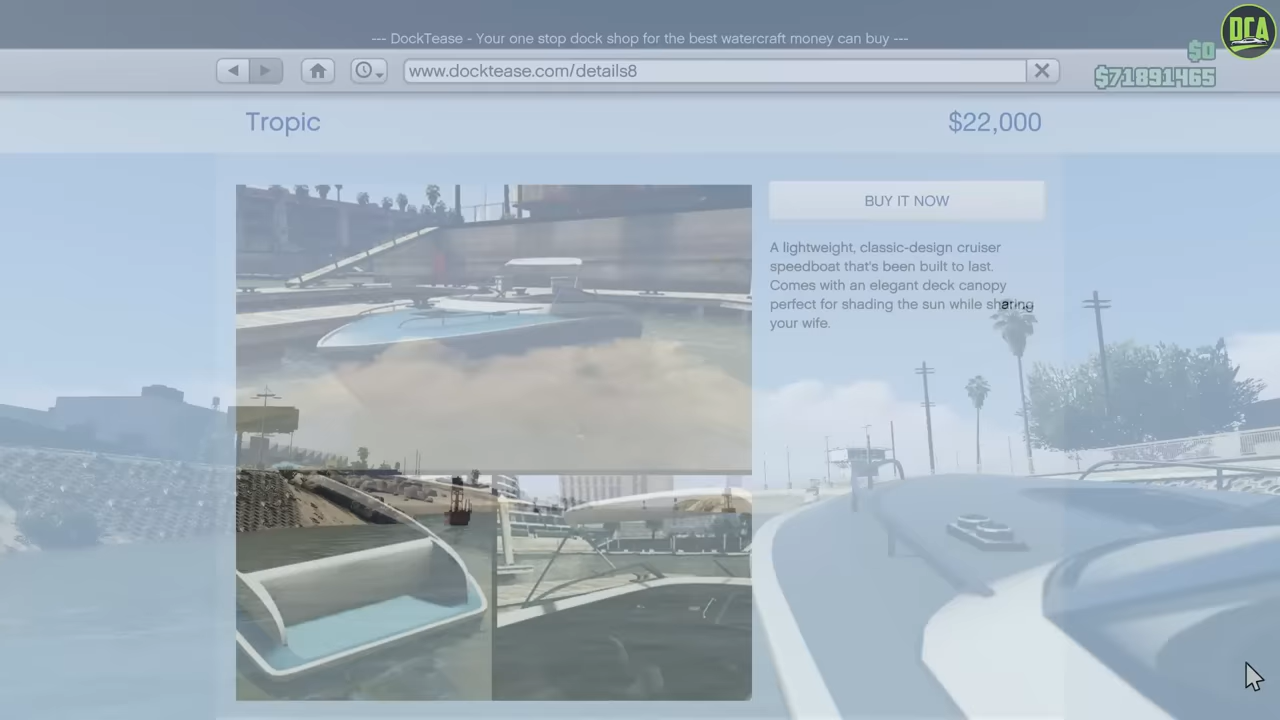 --- DockTease - Your one stop dock shop for the best watercraft money can buy ---
DCA
$0
www.docktease.com/details8
$71891465
Tropic
$22,000
BUY IT NOW
A lightweight, classic-design cruiser
speedboat that's been built to last.
Comes with an elegant deck canopy
perfect for shading the sun while sharing
your wife.